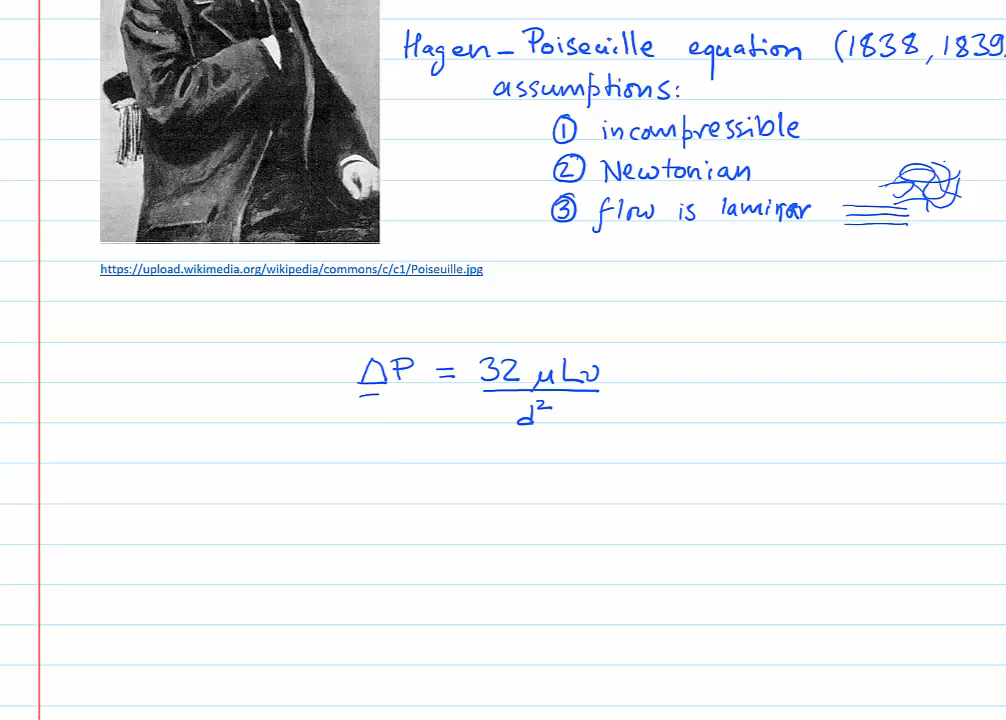 Hagen-Poiseuille equation (1838, 1839
assumptions:
① incompressible
② Newtonian
③ flow is laminar
https://upload.wikimedia.org/wikipedia/commons/c/c1/Poiseuille.jpg
ΔP = 32 μLv
d²